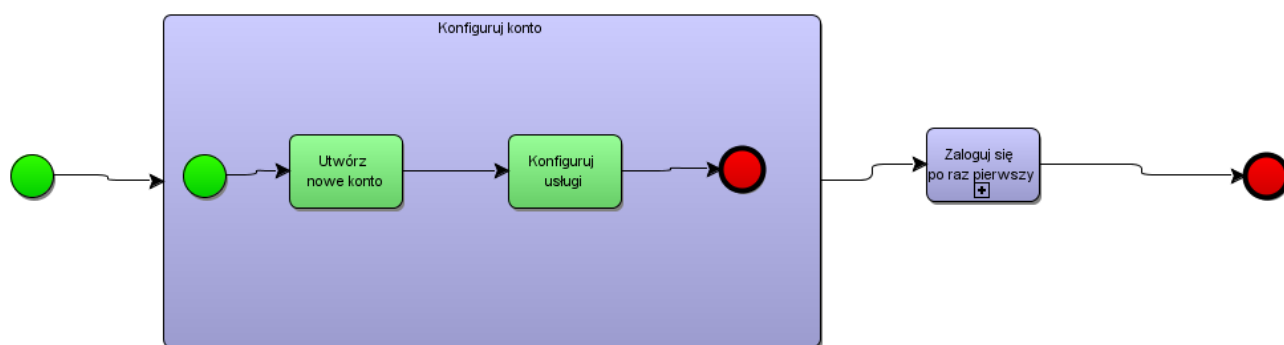 Konfiguruj konto
Utwórz
nowe konto
Konfiguruj
usługi
Zaloguj się
po raz pierwszy